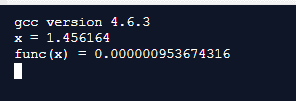 gcc version 4.6.3
x = 1.456164
func(x) = 0.000000953674316